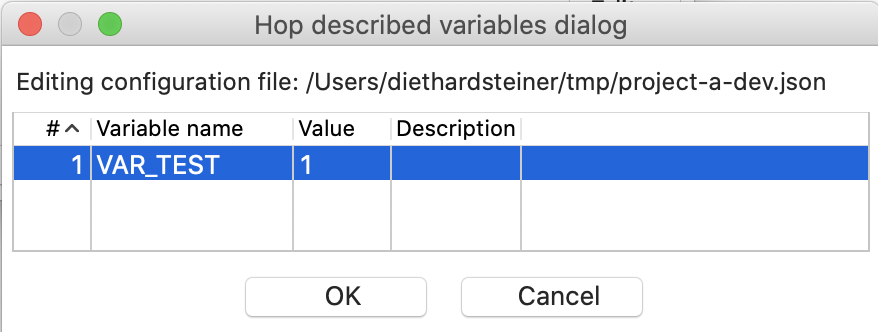 Hop described variables dialog
Editing configuration file: /Users/diethardsteiner/tmp/project-a-dev.json
# Variable name Value Description
1 VAR_TEST 1
OK Cancel